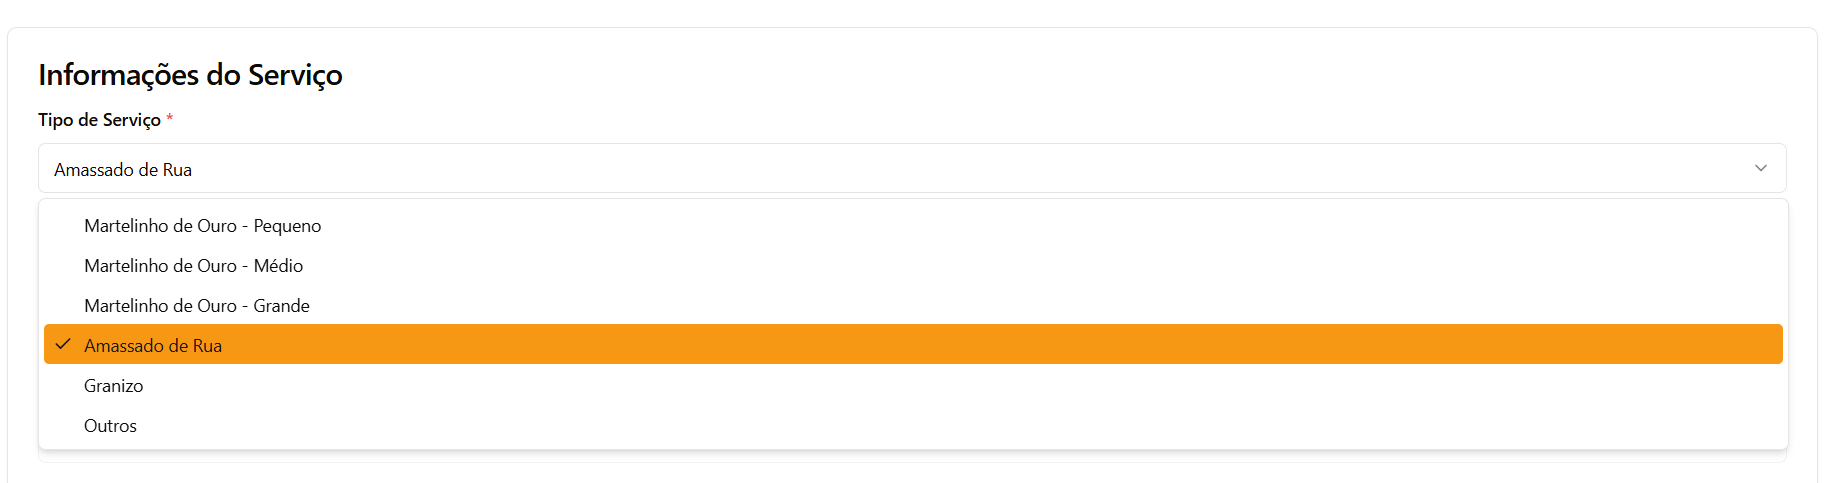 Informações do Serviço
Tipo de Serviço *
Amassado de Rua
Martelinho de Ouro - Pequeno
Martelinho de Ouro - Médio
Martelinho de Ouro - Grande
Amassado de Rua
Granizo
Outros